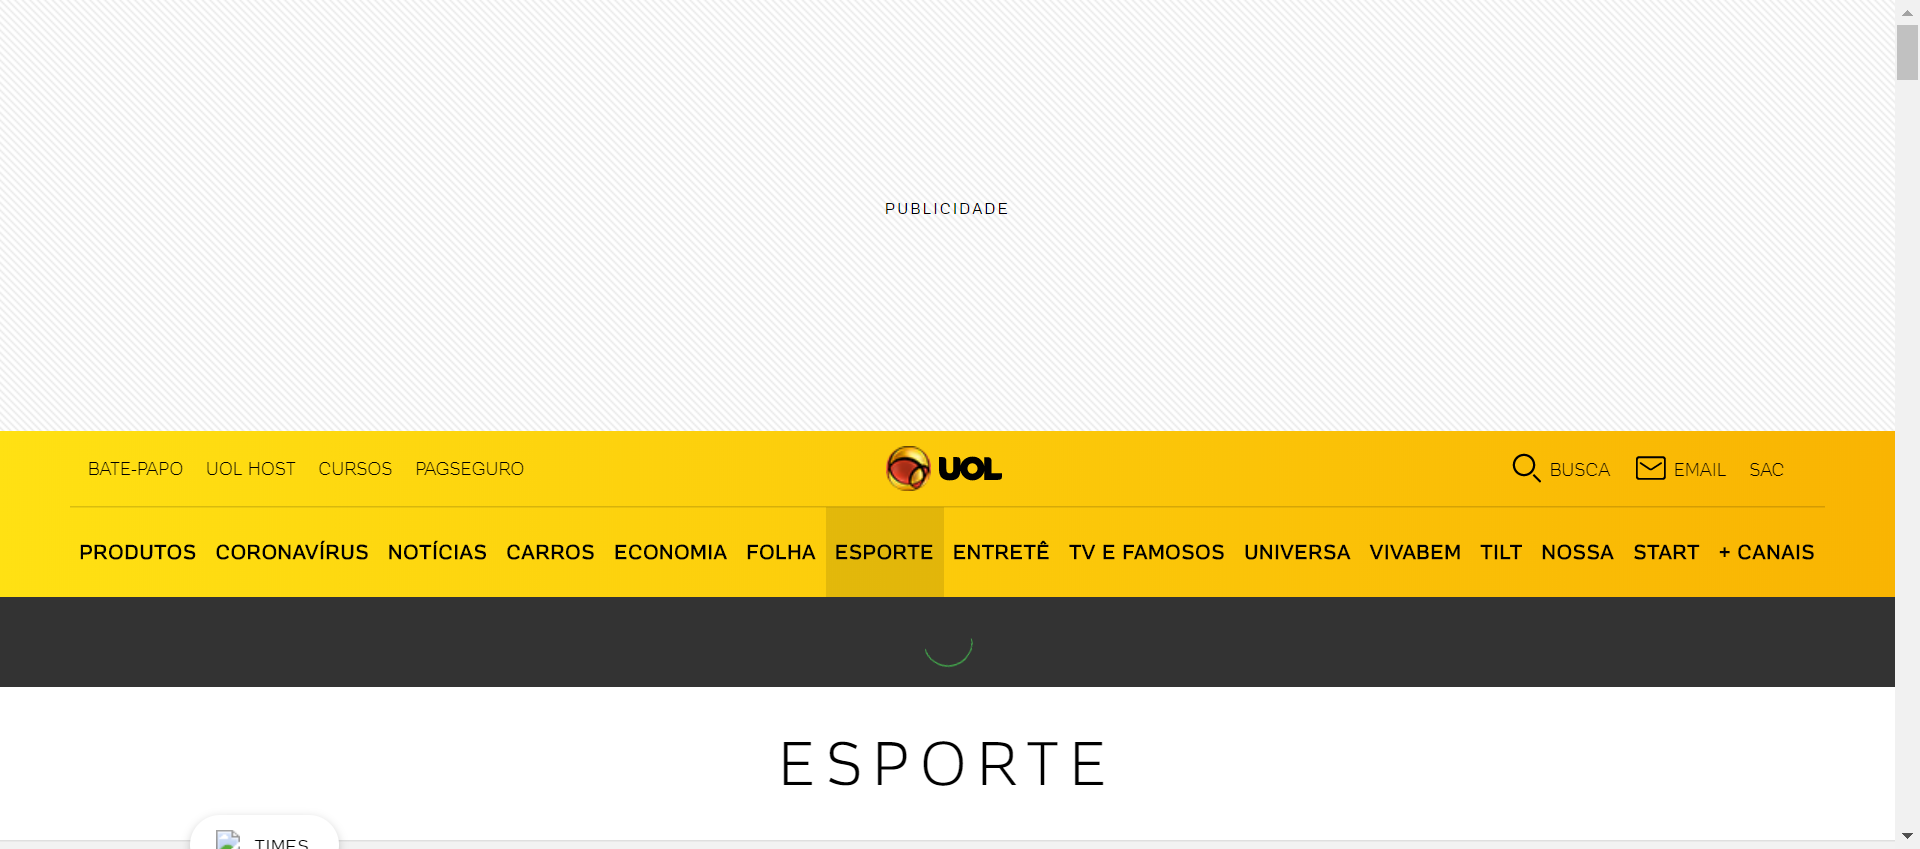 PUBLICIDADE
BATE-PAPO UOL HOST CURSOS PAGSEGURO UOL BUSCA EMAIL SAC
PRODUTOS CORONAVÍRUS NOTÍCIAS CARROS ECONOMIA FOLHA ESPORTE ENTRETÊ TV E FAMOSOS UNIVERSA VIVABEM TILT NOSSA START + CANAIS
ESPORTE
TIMES